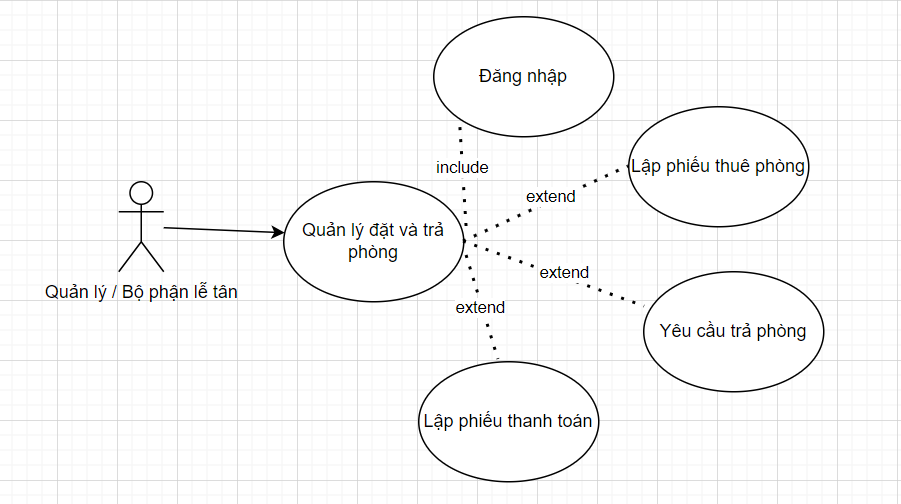 Đăng nhập
include
Lập phiếu thuê phòng
extend
Quản lý đặt và trả
phòng
extend
Quản lý / Bộ phận lễ tân
extend
Yêu cầu trả phòng
Lập phiếu thanh toán